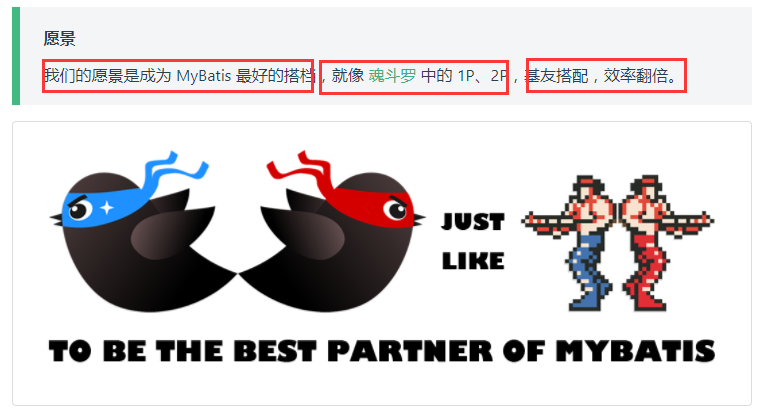 愿景
我们的愿景是成为 MyBatis 最好的搭档，就像 魂斗罗 中的 1P、2P，基友搭配，效率翻倍。
JUST
LIKE
TO BE THE BEST PARTNER OF MYBATIS